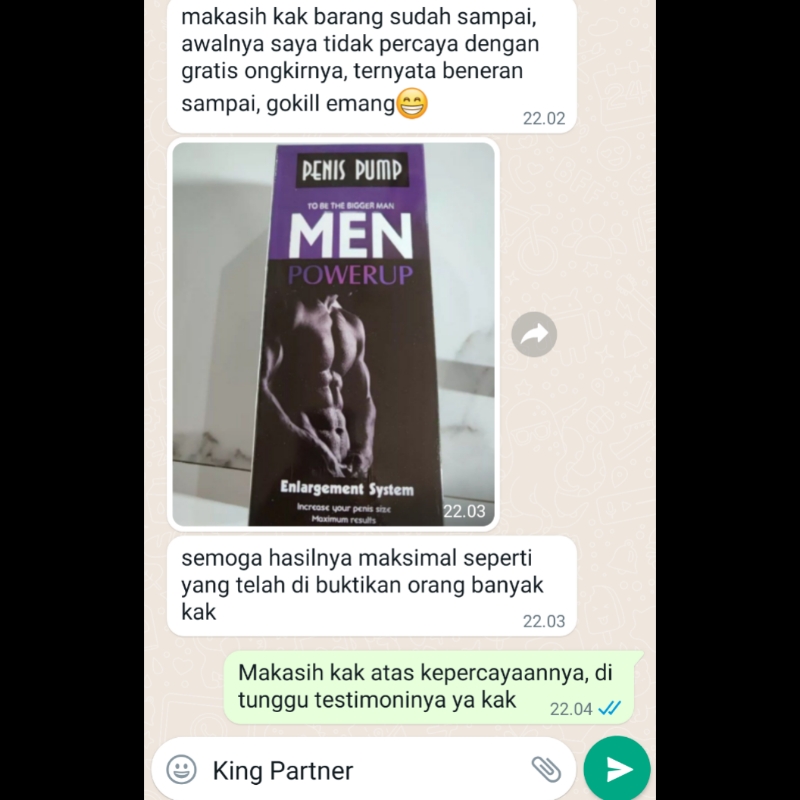 makasih kak barang sudah sampai,
awalnya saya tidak percaya dengan
gratis ongkirnya, ternyata beneran
sampai, gokill emang😁
22.02
PENIS PUMP
TO BE THE BIGGER MAN
MEN
POWERUP
Enlargement System
Increase your penis size
Maximum results
22.03
semoga hasilnya maksimal seperti
yang telah di buktikan orang banyak
kak
22.03
Makasih kak atas kepercayaannya, di
tunggu testimoninya ya kak
22.04
King Partner